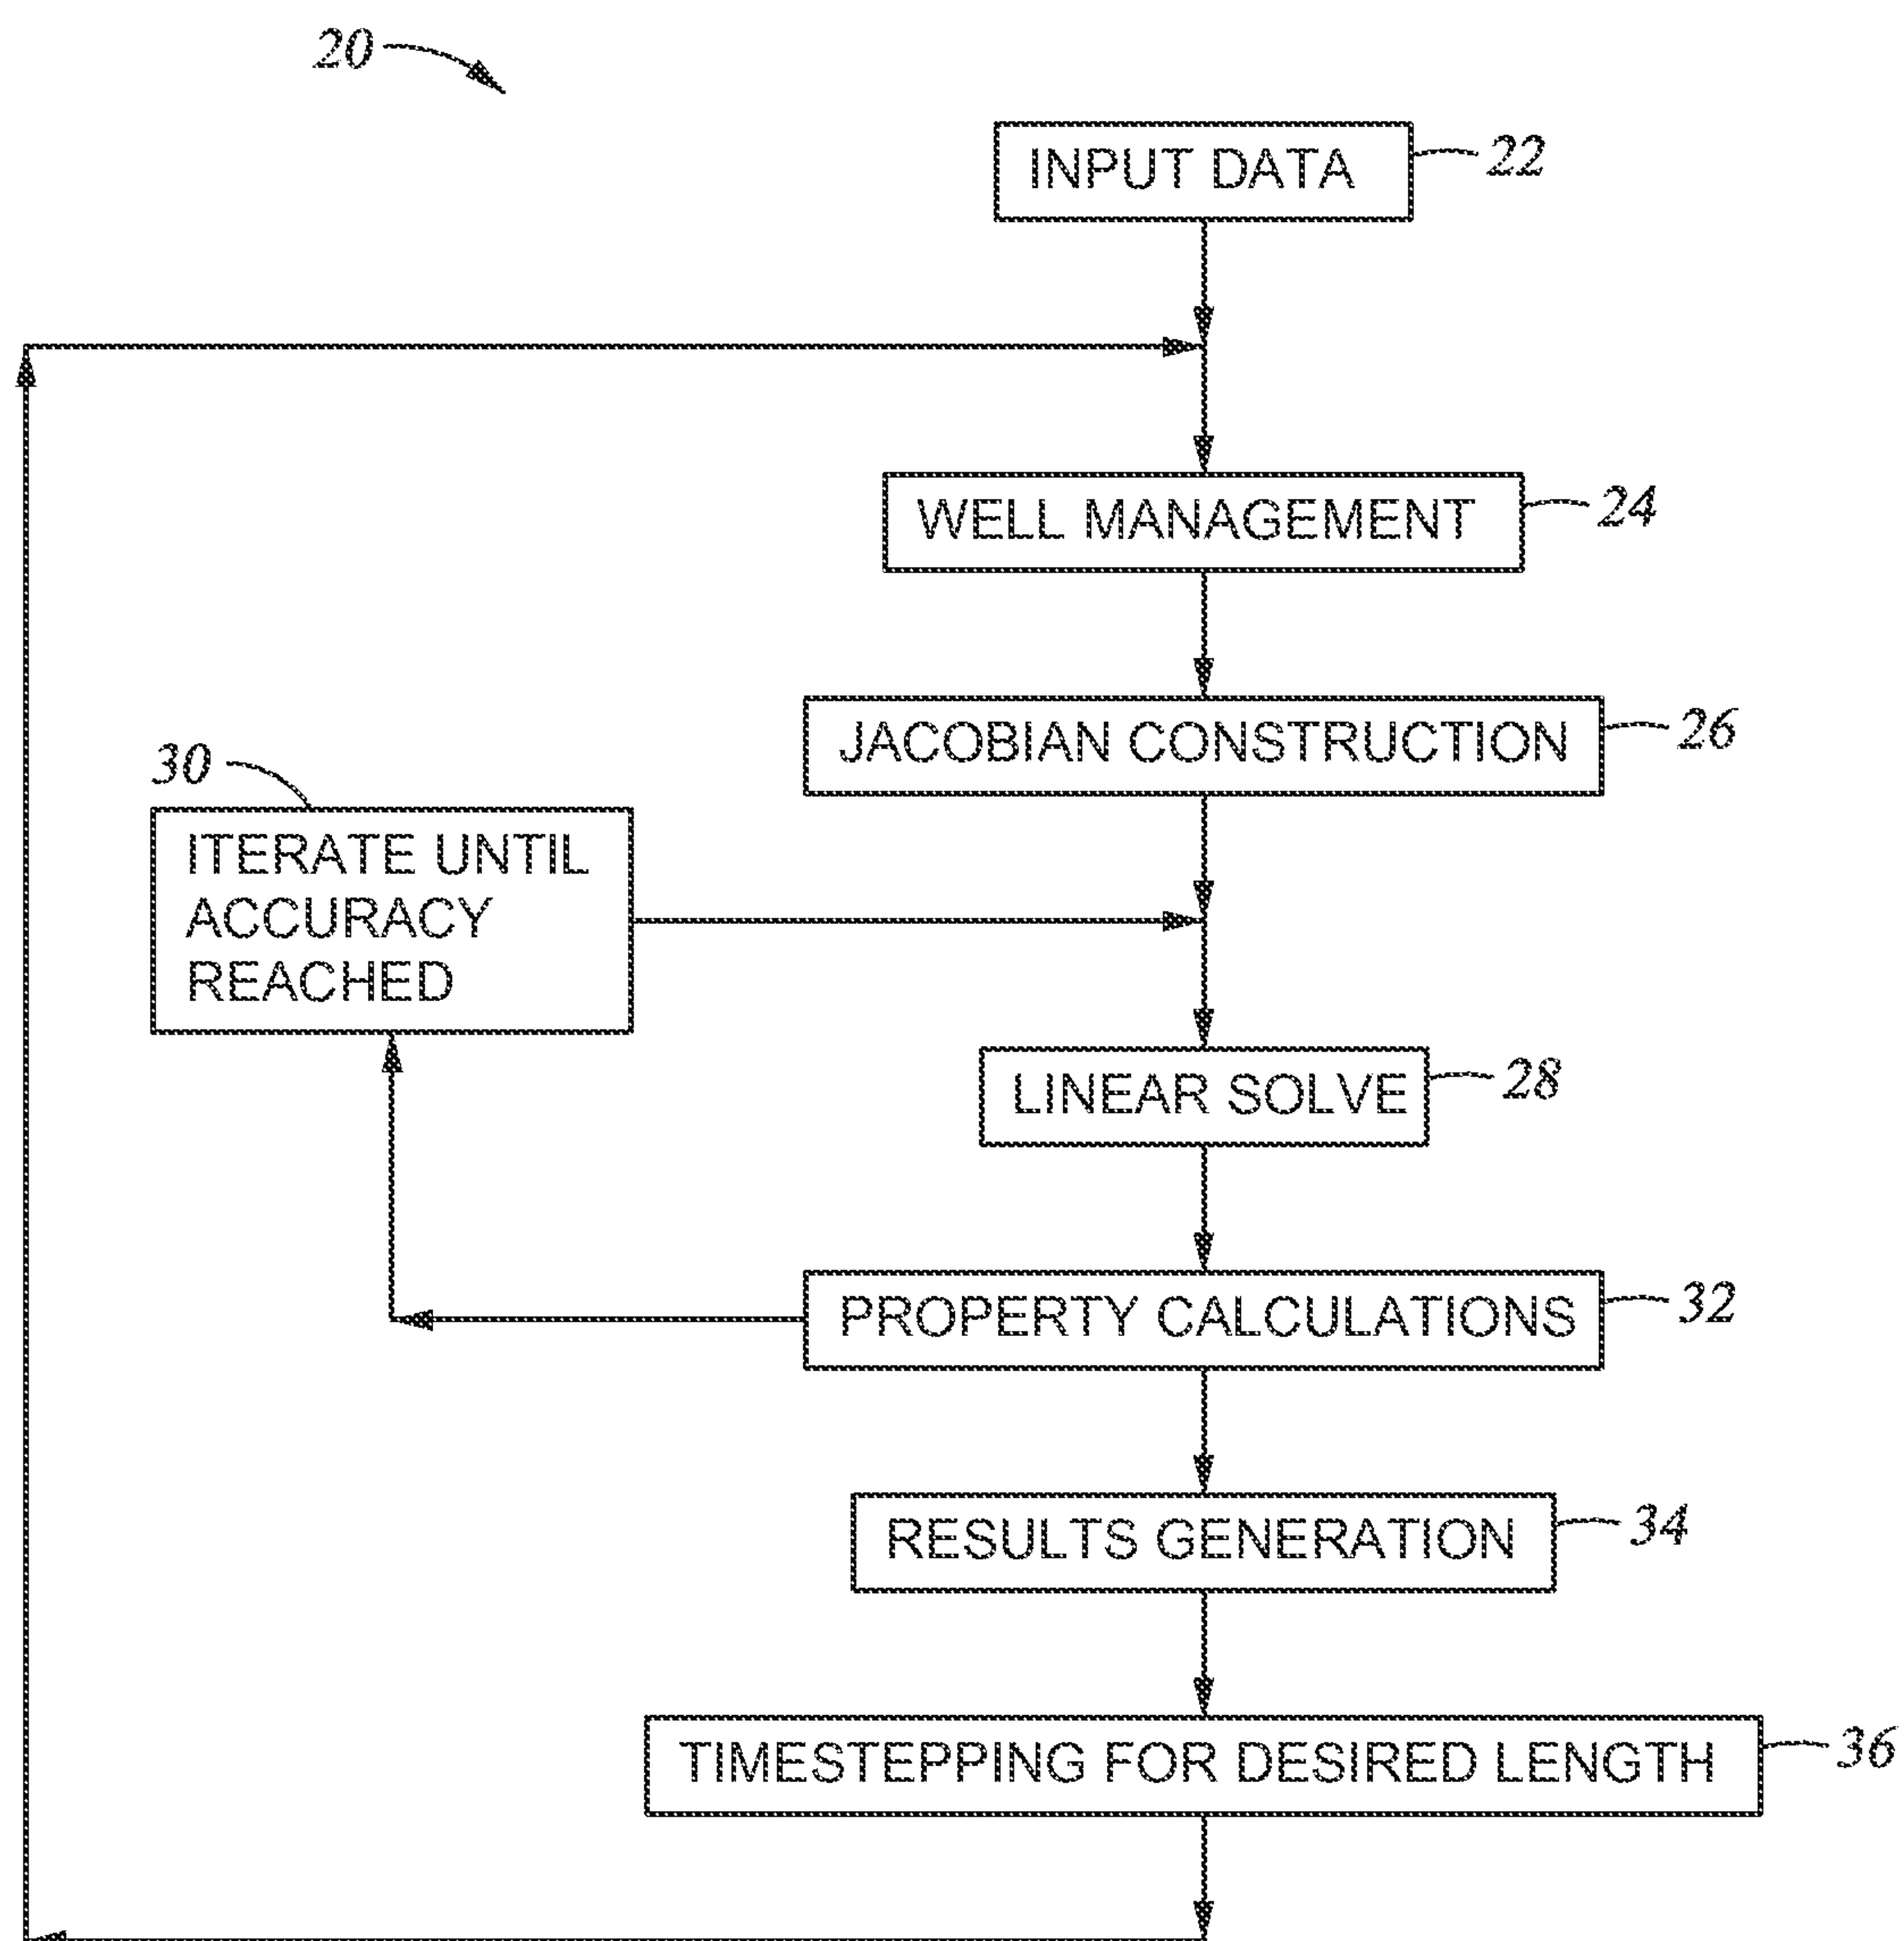 20
INPUT DATA
22
WELL MANAGEMENT
24
JACOBIAN CONSTRUCTION
26
30
ITERATE UNTIL
ACCURACY
REACHED
LINEAR SOLVE
28
PROPERTY CALCULATIONS
32
RESULTS GENERATION
34
TIMESTEPPING FOR DESIRED LENGTH
36